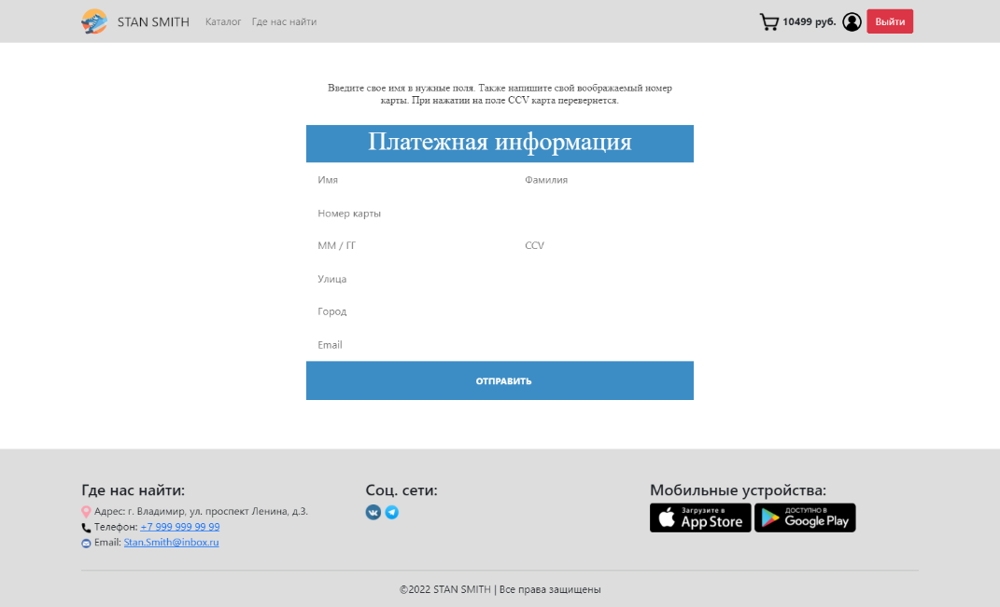 STAN SMITH Каталог Где нас найти 10499 руб. Выйти
Введите свое имя в нужные поля. Также напишите свой воображаемый номер
карты. При нажатии на поле CCV карта перевернется.
Платежная информация
Имя Фамилия
Номер карты
ММ / ГГ CCV
Улица
Город
Email
ОТПРАВИТЬ
Где нас найти:
Адрес: г. Владимир, ул. проспект Ленина, д.3.
Телефон: +7 999 999 99 99
Email: Stan.Smith@inbox.ru
Соц. сети:
Мобильные устройства:
Загрузите в
App Store
ДОСТУПНО В
Google Play
©2022 STAN SMITH | Все права защищены